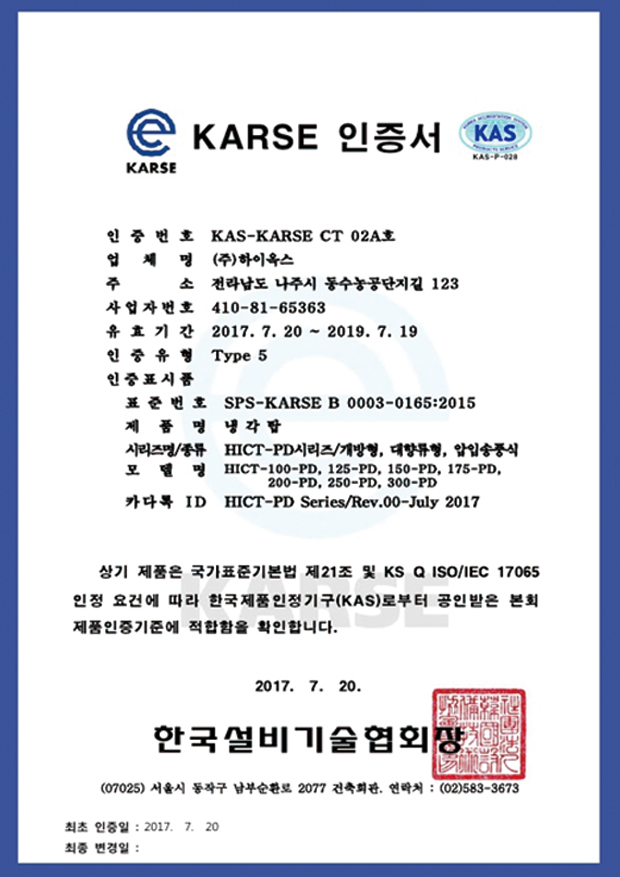 KARSE 인증서
KARSE
KOREA ACCREDITATION SYSTEM
KAS
PRODUCTS SERVICE
KAS-P-028
인 증 번 호 KAS-KARSE CT 02A호
업 체 명 (주)하이옥스
주 소 전라남도 나주시 동수농공단지길 123
사업자번호 410-81-65363
유 효 기 간 2017. 7. 20 ~ 2019. 7. 19
인 증 유 형 Type 5
인증표시품
표 준 번 호 SPS-KARSE B 0003-0165:2015
제 품 명 냉각탑
시리즈명/종류 HICT-PD시리즈/개방형, 대향류형, 압입송풍식
모 델 명 HICT-100-PD, 125-PD, 150-PD, 175-PD,
200-PD, 250-PD, 300-PD
카다록 ID HICT-PD Series/Rev.00-July 2017
상기 제품은 국가표준기본법 제21조 및 KS Q ISO/IEC 17065
인정 요건에 따라 한국제품인정기구(KAS)로부터 공인받은 본회
제품인증기준에 적합함을 확인합니다.
KARSE
2017. 7. 20.
한국설비기술협회장
(07025) 서울시 동작구 남부순환로 2077 건축회관. 연락처 : (02)583-3673
최초 인증일 : 2017. 7. 20
최종 변경일 :